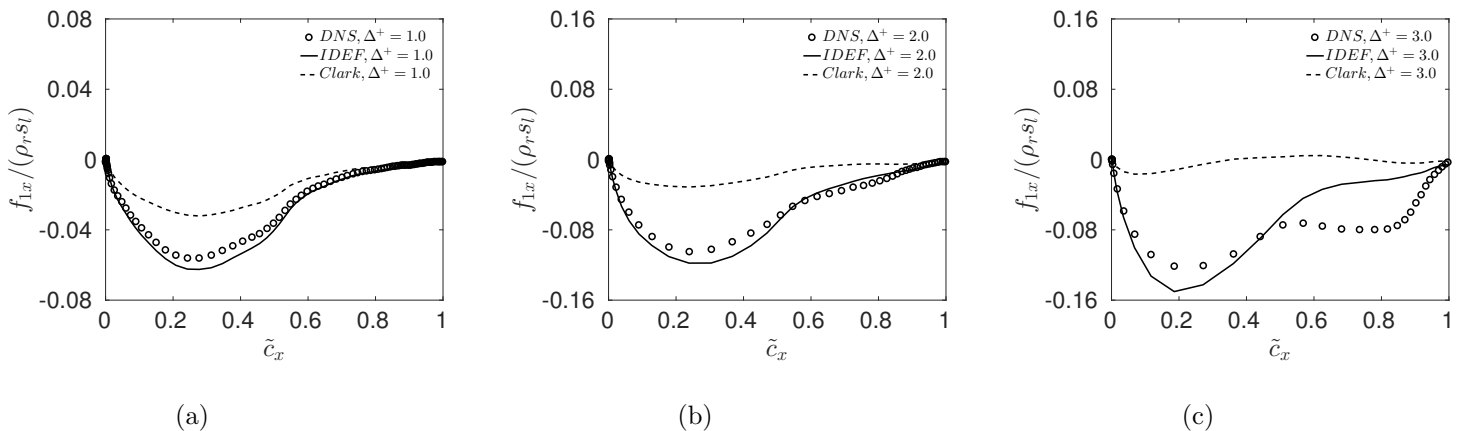 0.08
0.04
0
-0.04
-0.08
f₁ₓ/(ρᵣsₗ)
DNS, Δ⁺ = 1.0
IDEF, Δ⁺ = 1.0
Clark, Δ⁺ = 1.0
0 0.2 0.4 0.6 0.8 1
c̃ₓ
(a)
0.16
0.08
0
-0.08
-0.16
f₁ₓ/(ρᵣsₗ)
DNS, Δ⁺ = 2.0
IDEF, Δ⁺ = 2.0
Clark, Δ⁺ = 2.0
0 0.2 0.4 0.6 0.8 1
c̃ₓ
(b)
0.16
0.08
0
-0.08
-0.16
f₁ₓ/(ρᵣsₗ)
DNS, Δ⁺ = 3.0
IDEF, Δ⁺ = 3.0
Clark, Δ⁺ = 3.0
0 0.2 0.4 0.6 0.8 1
c̃ₓ
(c)